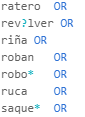 ratero OR
rev?lver OR
riña OR
roban OR
robo* OR
ruca OR
saque* OR